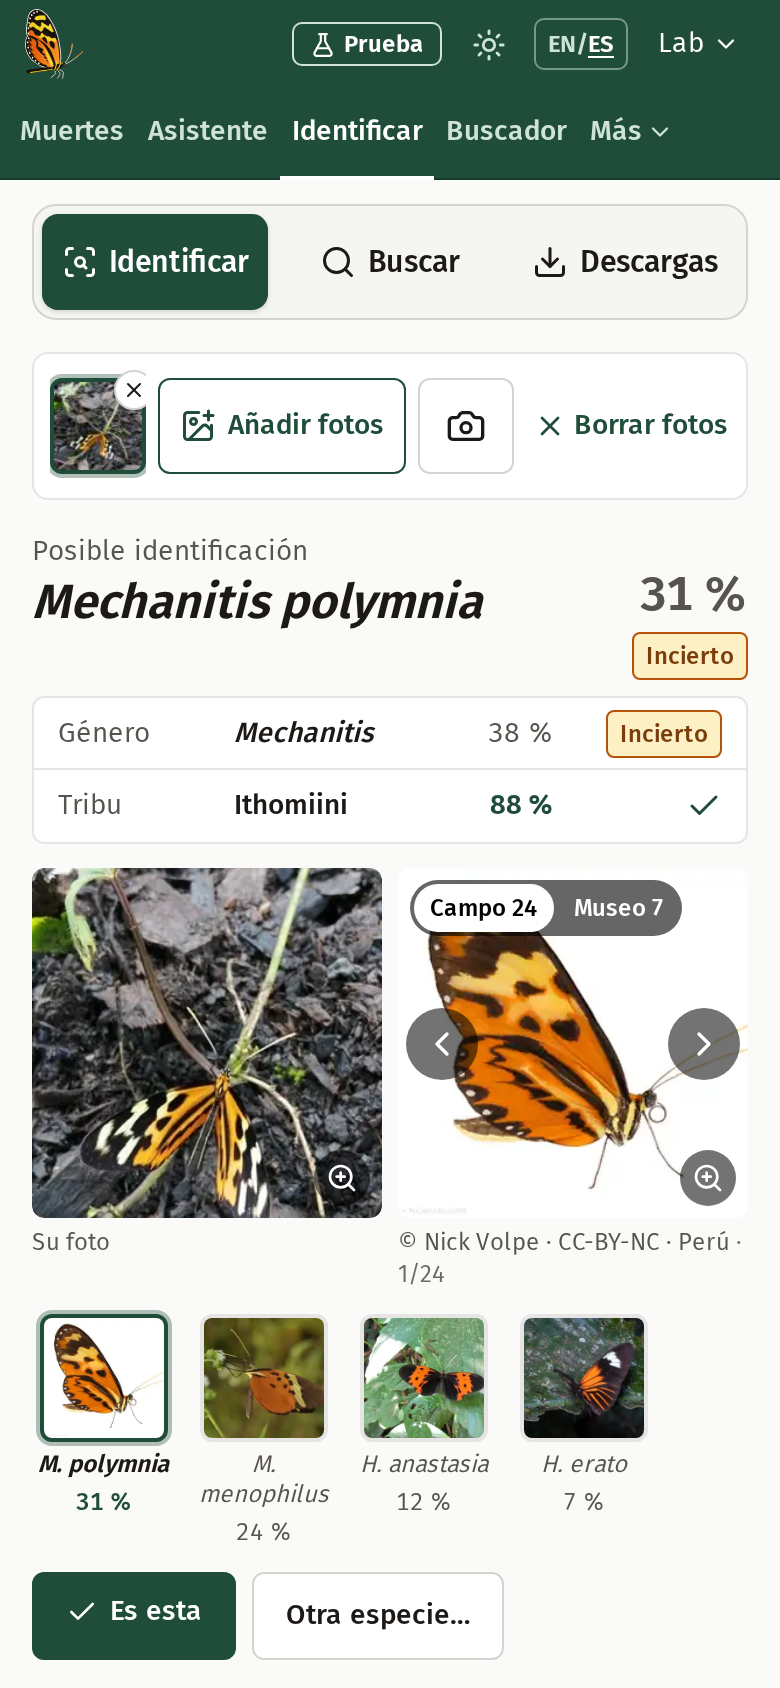 Prueba
EN/ES
Lab
Muertes
Asistente
Identificar
Buscador
Más
Identificar
Buscar
Descargas
Añadir fotos
Borrar fotos
Posible identificación
Mechanitis polymnia
31 %
Incierto
Género Mechanitis 38 % Incierto
Tribu Ithomiini 88 %
Campo 24
Museo 7
Su foto
© Nick Volpe · CC-BY-NC · Perú ·
1/24
M. polymnia
31 %
M.
menophilus
24 %
H. anastasia
12 %
H. erato
7 %
Es esta
Otra especie...